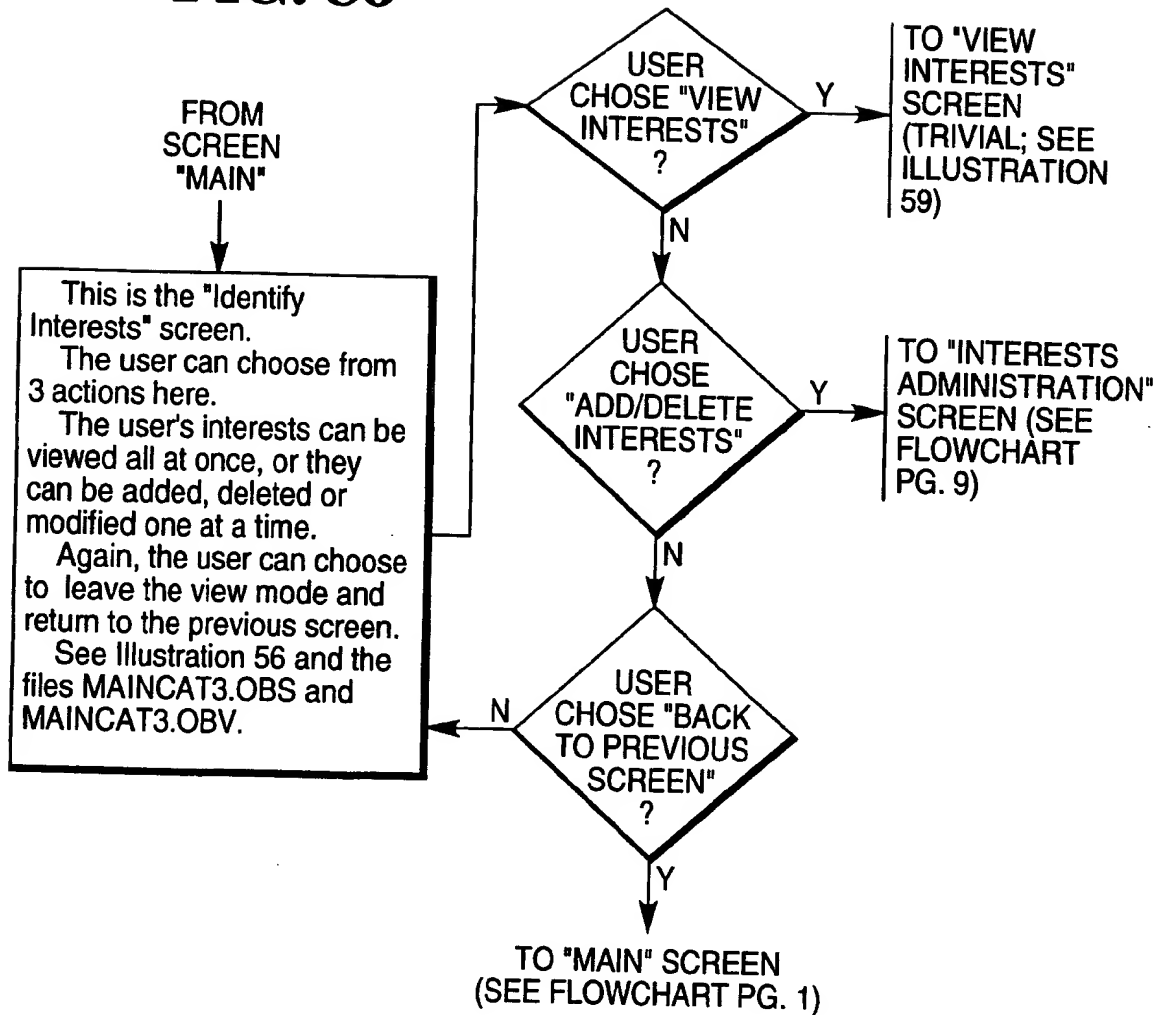 FROM
SCREEN
"MAIN"
This is the "Identify
Interests" screen.
The user can choose from
3 actions here.
The user's interests can be
viewed all at once, or they
can be added, deleted or
modified one at a time.
Again, the user can choose
to leave the view mode and
return to the previous screen.
See Illustration 56 and the
files MAINCAT3.OBS and
MAINCAT3.OBV.
USER
CHOSE "VIEW
INTERESTS"
?
Y
TO "VIEW
INTERESTS"
SCREEN
(TRIVIAL; SEE
ILLUSTRATION
59)
N
USER
CHOSE
"ADD/DELETE
INTERESTS"
?
Y
TO "INTERESTS
ADMINISTRATION"
SCREEN (SEE
FLOWCHART
PG. 9)
N
USER
CHOSE "BACK
TO PREVIOUS
SCREEN"
?
N
Y
TO "MAIN" SCREEN
(SEE FLOWCHART PG. 1)